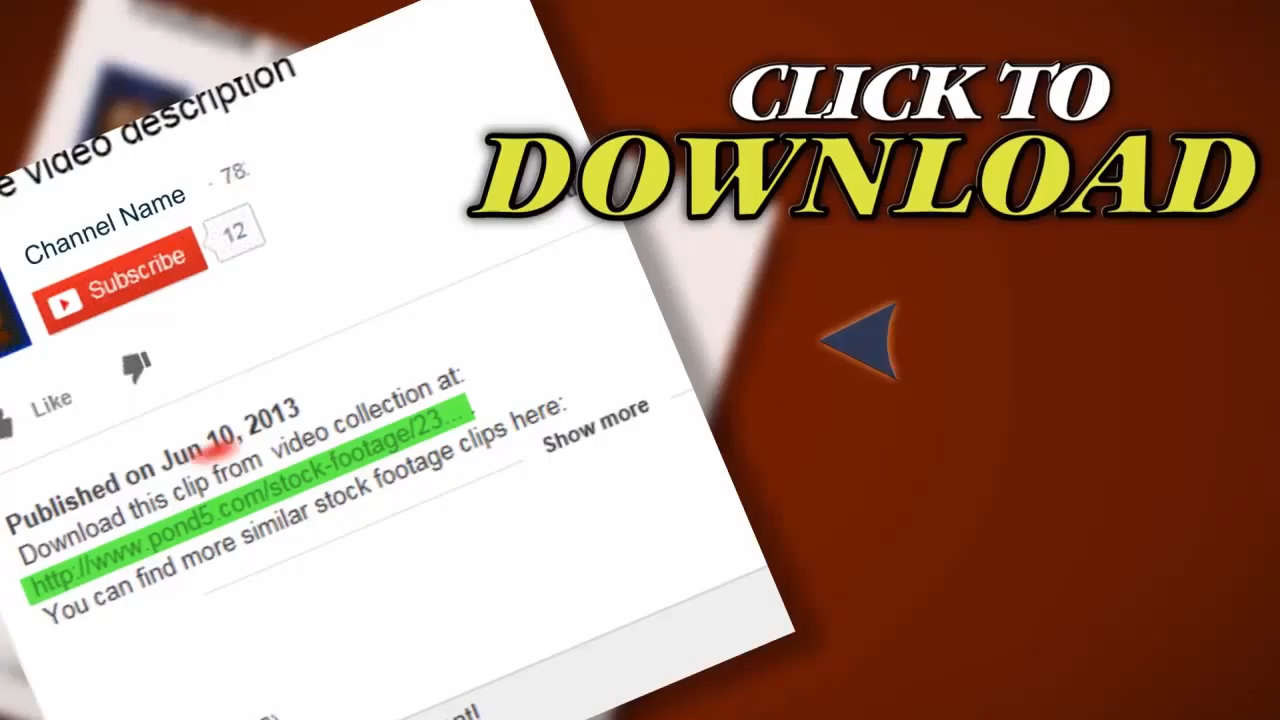 CLICK TO
DOWNLOAD
video description
Channel Name
78
Subscribe
12
Like
Published on Jun 10, 2013
Download this clip from video collection at:
http://www.pond5.com/stock-footage/23...
You can find more similar stock footage clips here:
Show more